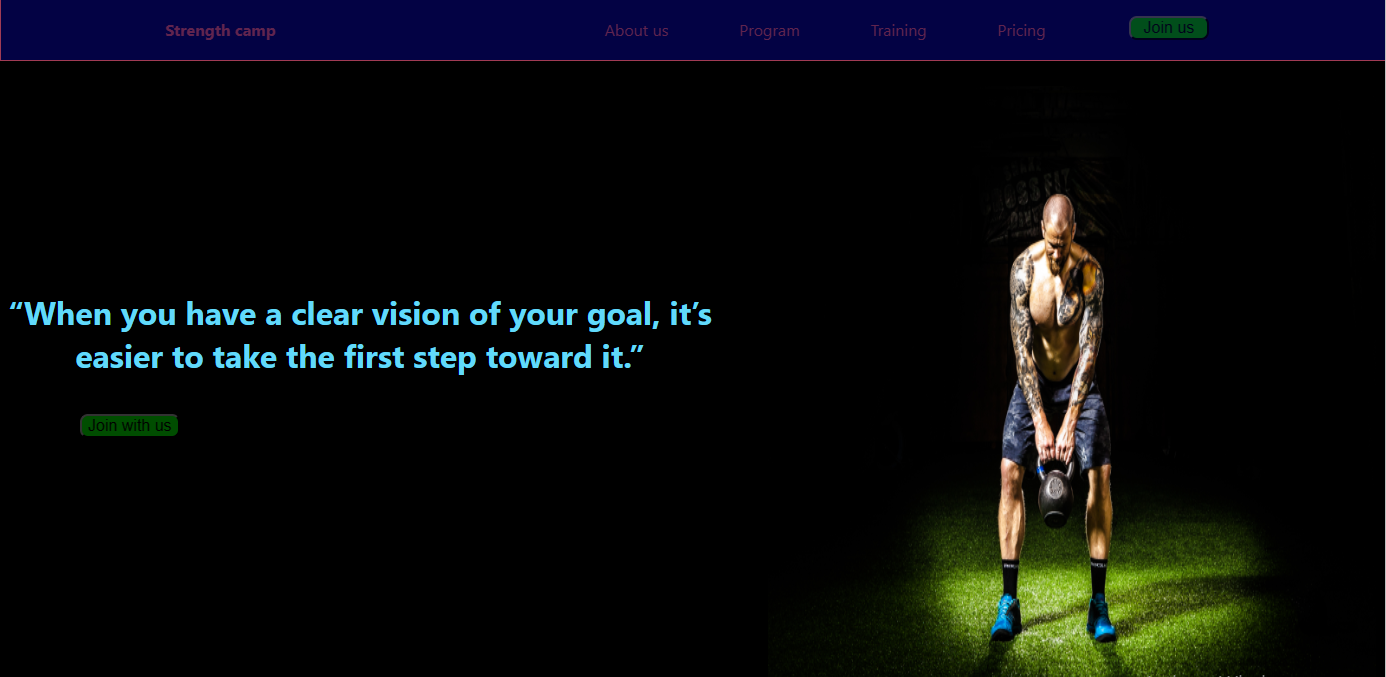 Strength camp About us Program Training Pricing Join us
“When you have a clear vision of your goal, it’s
easier to take the first step toward it.”
Join with us